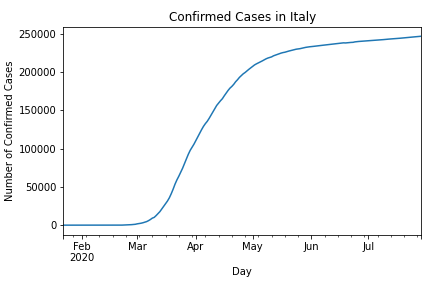 Confirmed Cases in Italy
Number of Confirmed Cases
250000
200000
150000
100000
50000
0
Feb Mar Apr May Jun Jul
2020
Day